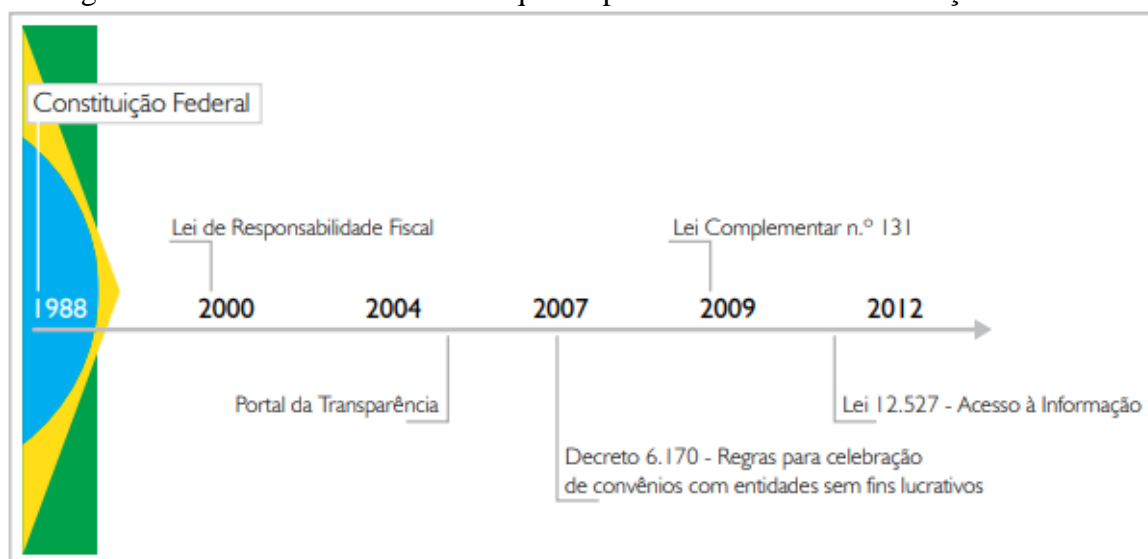 Constituição Federal
Lei de Responsabilidade Fiscal
Lei Complementar n.º 131
1988
2000
2004
2007
2009
2012
Portal da Transparência
Lei 12.527 - Acesso à Informação
Decreto 6.170 - Regras para celebração
de convênios com entidades sem fins lucrativos